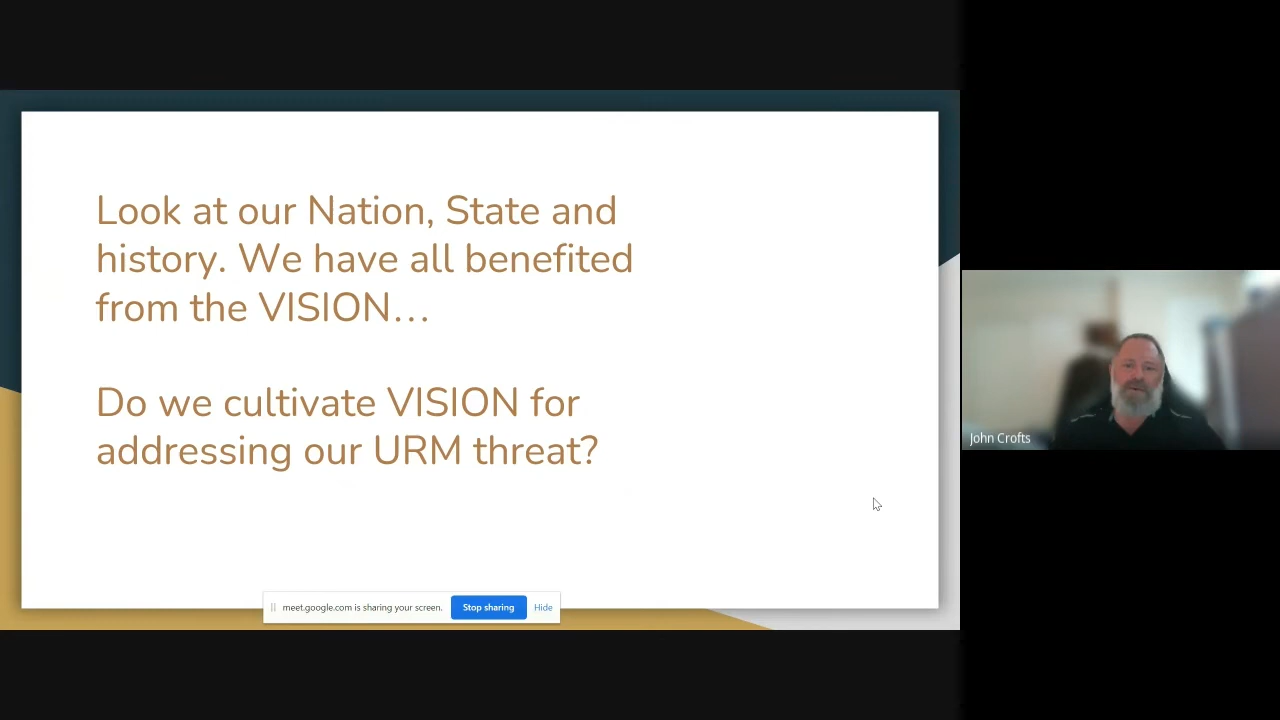 Look at our Nation, State and
history. We have all benefited
from the VISION...
Do we cultivate VISION for
addressing our URM threat?
meet.google.com is sharing your screen.
Stop sharing
Hide
John Crofts